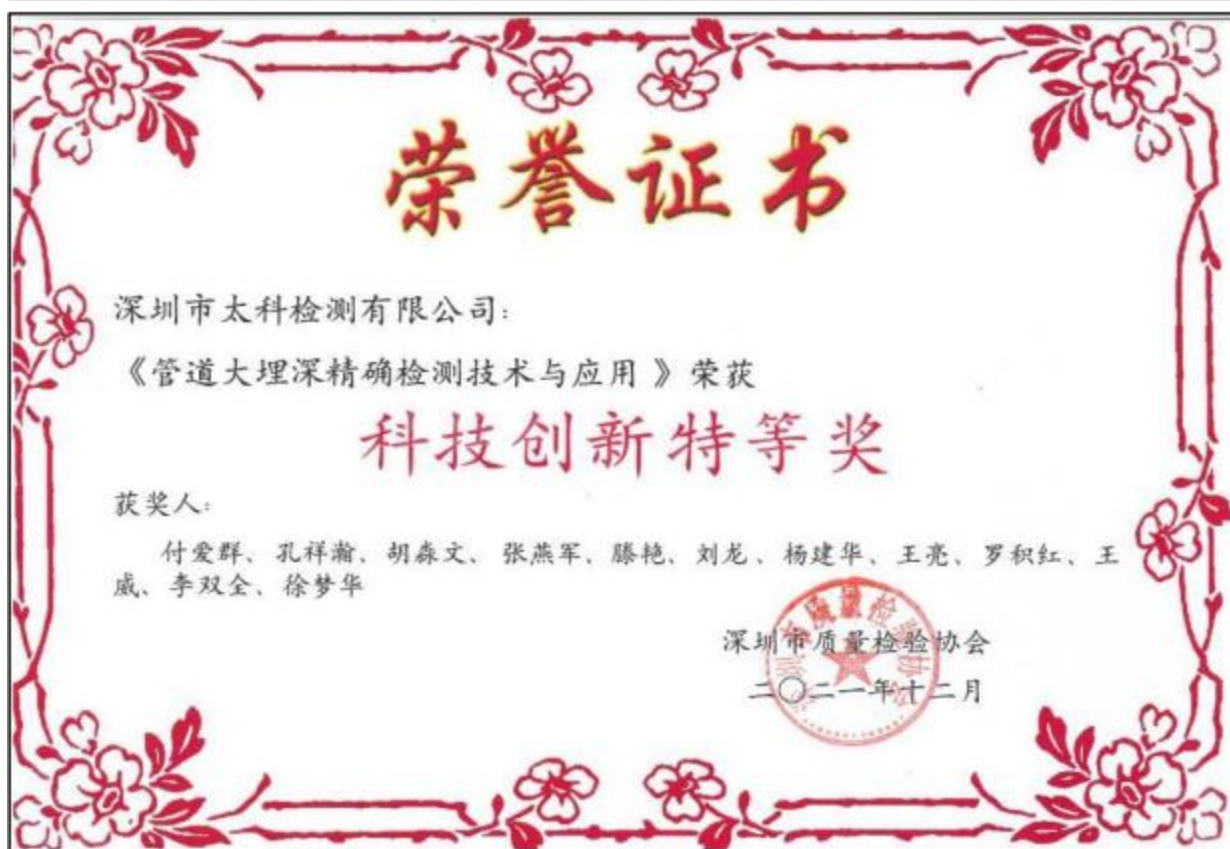 荣誉证书
深圳市太科检测有限公司：
《管道大埋深精确检测技术与应用 》荣获
科技创新特等奖
获奖人：
付爱群、孔祥瀚、胡淼文、张燕军、滕艳、刘龙、杨建华、王亮、罗积红、王
威、李双全、徐梦华
深圳市质量检验协会
二〇二一年十二月